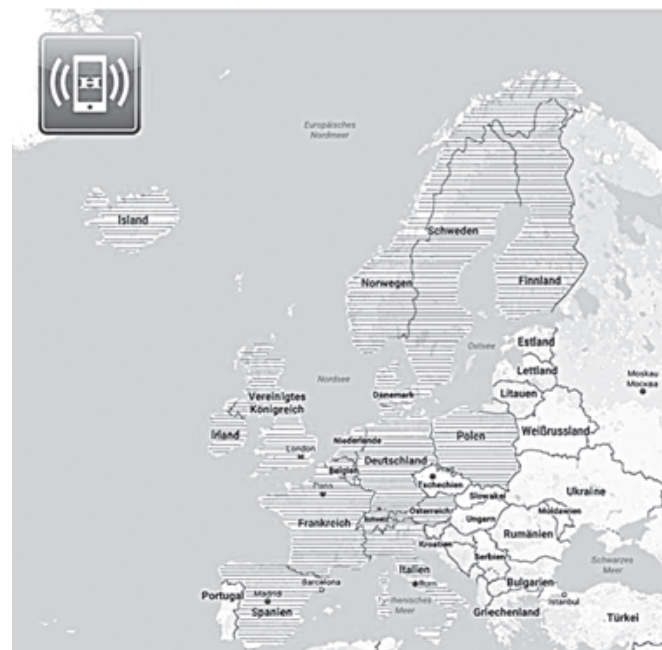 Europäisches
Nordmeer
Island
Schweden
Norwegen
Finnland
Estland
Ostsee
Lettland
Moskau
Москва
Nordsee
Dänemark
Litauen
Vereinigtes
Königreich
Weißrussland
Irland
Niederlande
Polen
London
Belgien
Deutschland
Prag
Tschechien
Paris
Slowakei
Ukraine
Österreich
Moldawien
Schweiz
Ungarn
Frankreich
Rumänien
Kroatien
Serbien
Schwarzes
Meer
Italien
Bulgarien
Barcelona
Rom
Portugal
Madrid
Istanbul
Spanien
thenisches
Meer
Griechenland
Türkei